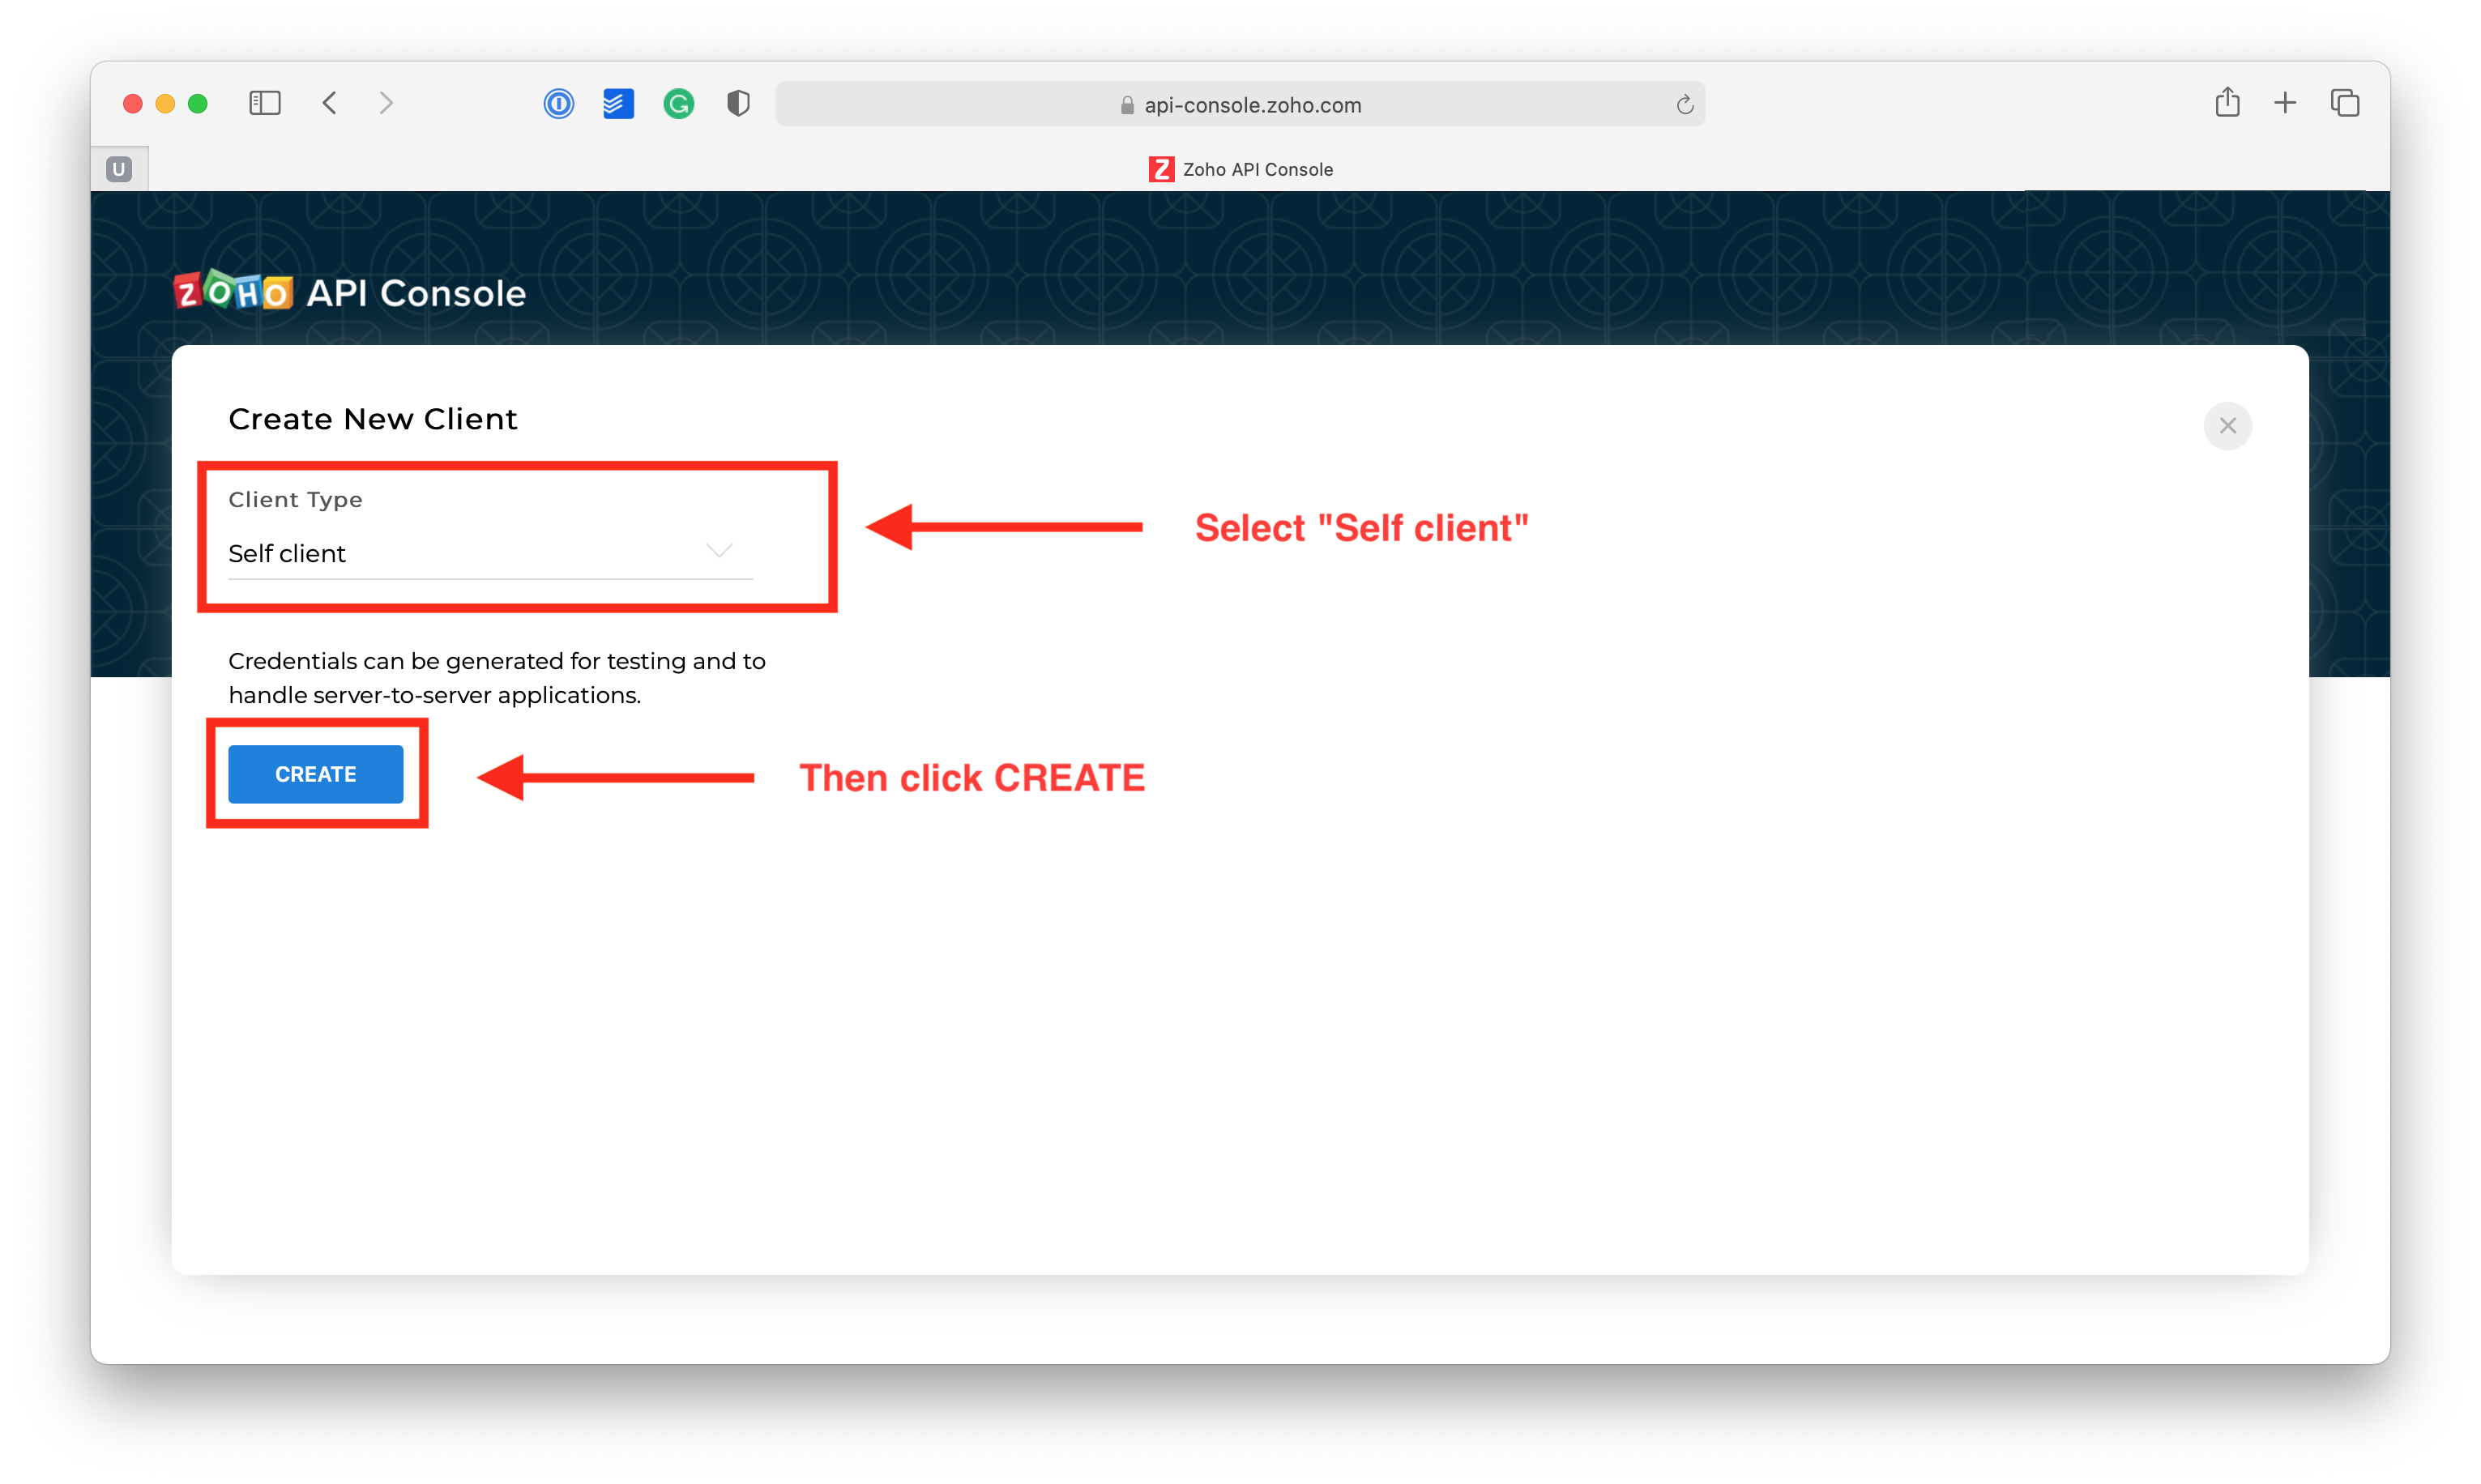 api-console.zoho.com
U
Zoho API Console
ZOHO API Console
Create New Client
Client Type
Self client
Select "Self client"
Credentials can be generated for testing and to
handle server-to-server applications.
CREATE
Then click CREATE